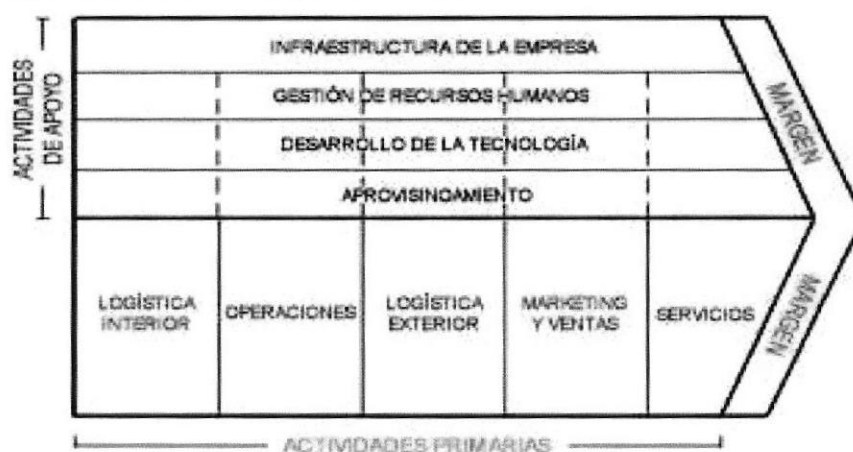 ACTIVIDADES
DE APOYO
INFRAESTRUCTURA DE LA EMPRESA
GESTIÓN DE RECURSOS HUMANOS
DESARROLLO DE LA TECNOLOGÍA
APROVISINGAMIENTO
MARGEN
LOGÍSTICA
INTERIOR
OPERACIONES
LOGÍSTICA
EXTERIOR
MARKETING
Y VENTAS
SERVICIOS
MARGEN
ACTIVIDADES PRIMARIAS